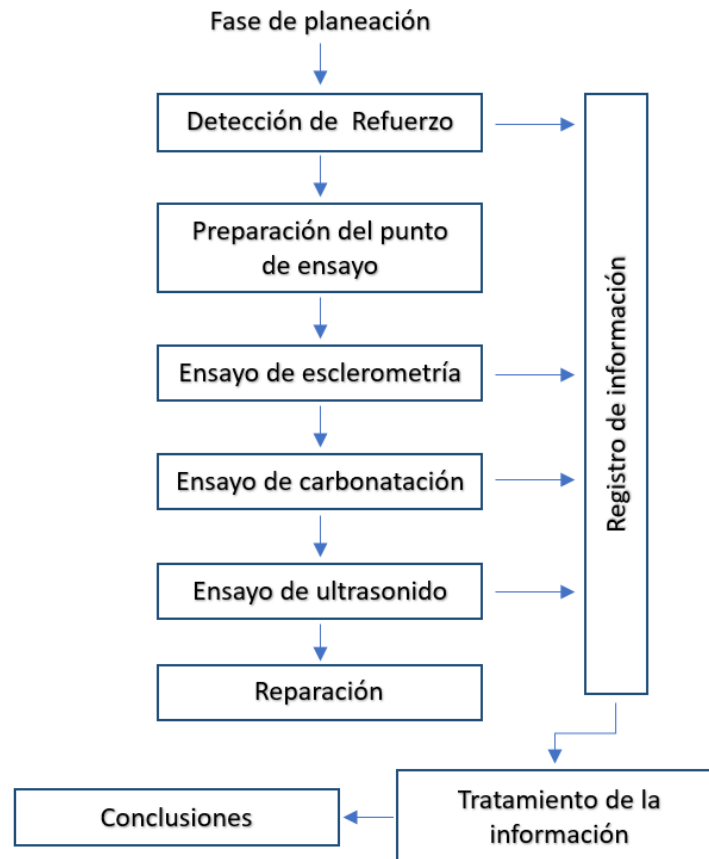 Fase de planeación
Detección de Refuerzo
Preparación del punto
de ensayo
Ensayo de esclerometría
Ensayo de carbonatación
Ensayo de ultrasonido
Reparación
Registro de información
Tratamiento de la
información
Conclusiones